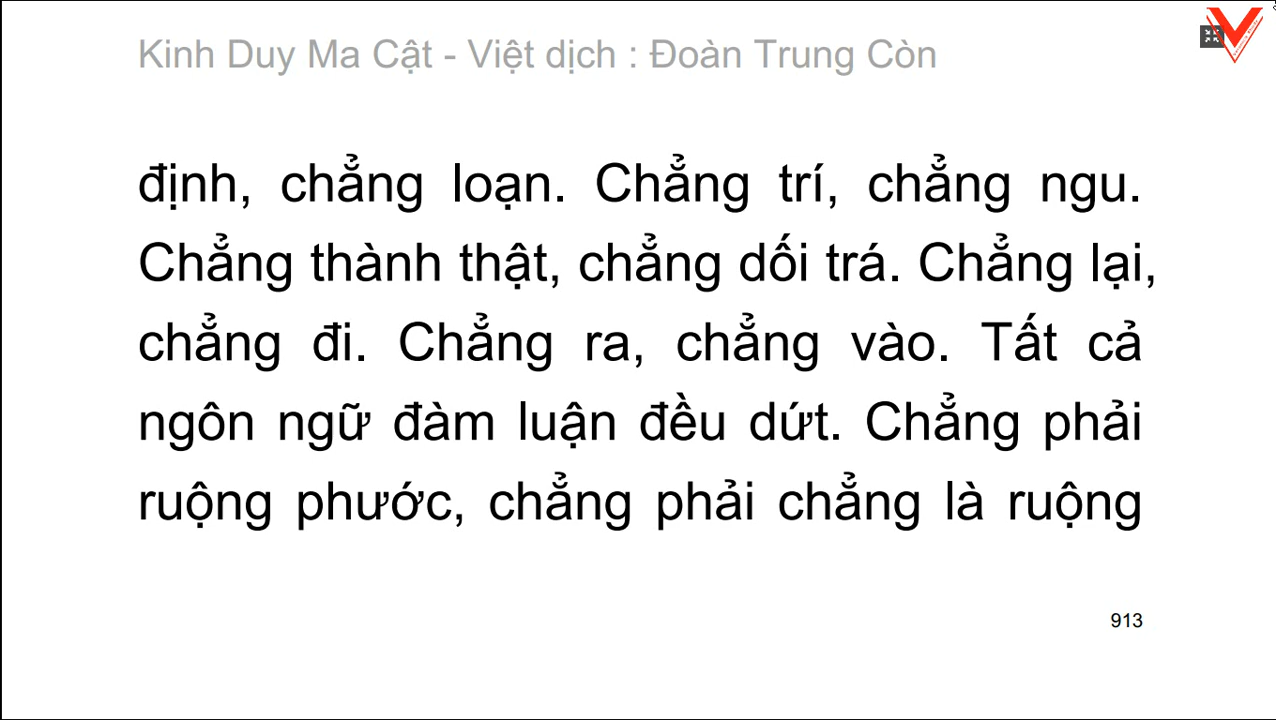 Kinh Duy Ma Cật - Việt dịch : Đoàn Trung Còn
định, chẳng loạn. Chẳng trí, chẳng ngu.
Chẳng thành thật, chẳng dối trá. Chẳng lại,
chẳng đi. Chẳng ra, chẳng vào. Tất cả
ngôn ngữ đàm luận đều dứt. Chẳng phải
ruộng phước, chẳng phải chẳng là ruộng
913